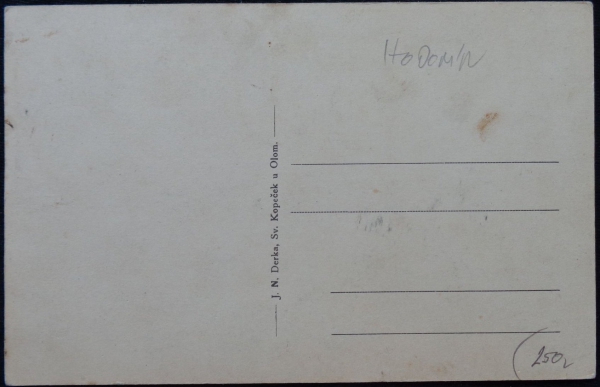 Hodonín
J. N. Derka, Sv. Kopeček u Olom.
250,